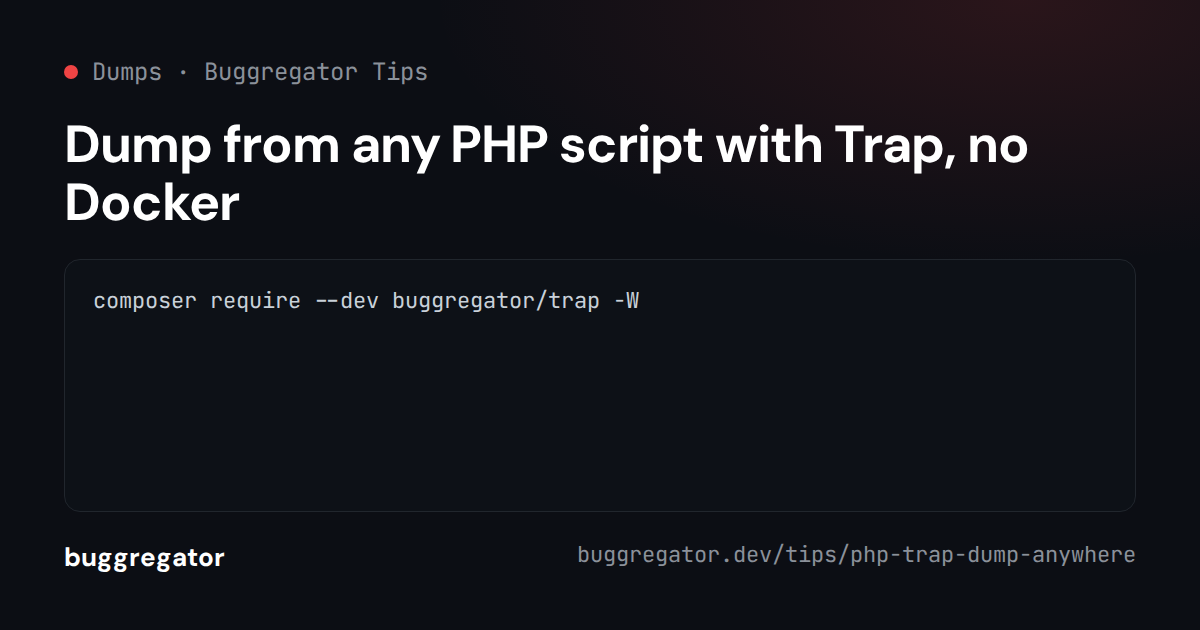 Dumps · Buggregator Tips
Dump from any PHP script with Trap, no
Docker
composer require --dev buggregator/trap -W
buggregator
buggregator.dev/tips/php-trap-dump-anywhere